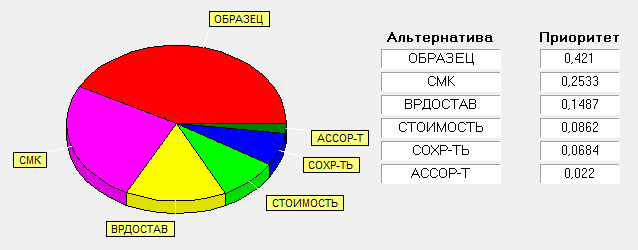 ОБРАЗЕЦ
АССОР-Т
СОХР-ТЬ
СМК
СТОИМОСТЬ
ВРДОСТАВ
Альтернатива Приоритет
ОБРАЗЕЦ 0,421
СМК 0,2533
ВРДОСТАВ 0,1487
СТОИМОСТЬ 0,0862
СОХР-ТЬ 0,0684
АССОР-Т 0,022